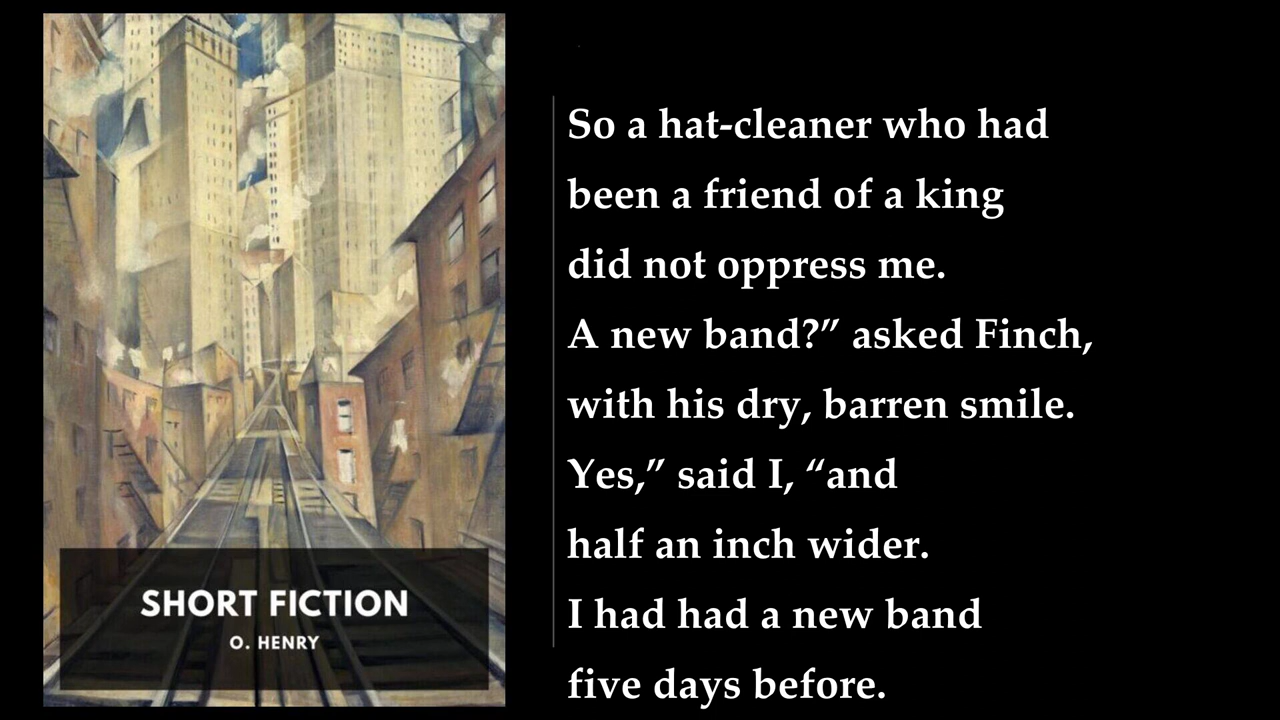 SHORT FICTION
O. HENRY
So a hat-cleaner who had
been a friend of a king
did not oppress me.
A new band?” asked Finch,
with his dry, barren smile.
Yes,” said I, “and
half an inch wider.
I had had a new band
five days before.